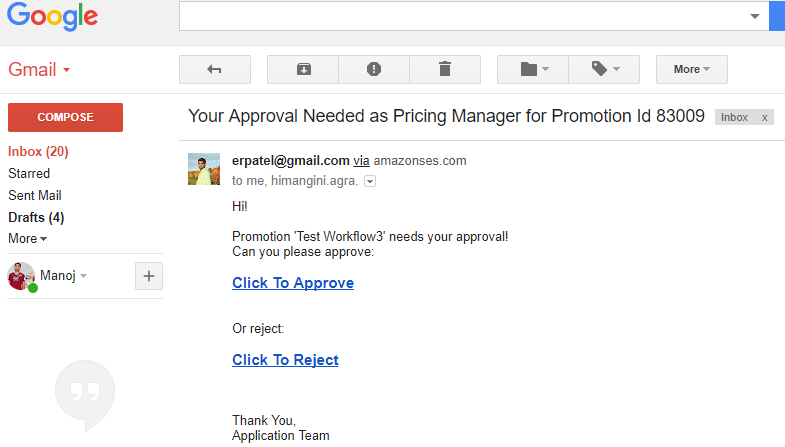 Google
Gmail
More
COMPOSE
Your Approval Needed as Pricing Manager for Promotion Id 83009 Inbox x
Inbox (20)
Starred
Sent Mail
Drafts (4)
More
Manoj
erpatel@gmail.com via amazonses.com
to me, himangini.agra.
Hi!
Promotion 'Test Workflow3' needs your approval!
Can you please approve:
Click To Approve
Or reject:
Click To Reject
Thank You,
Application Team